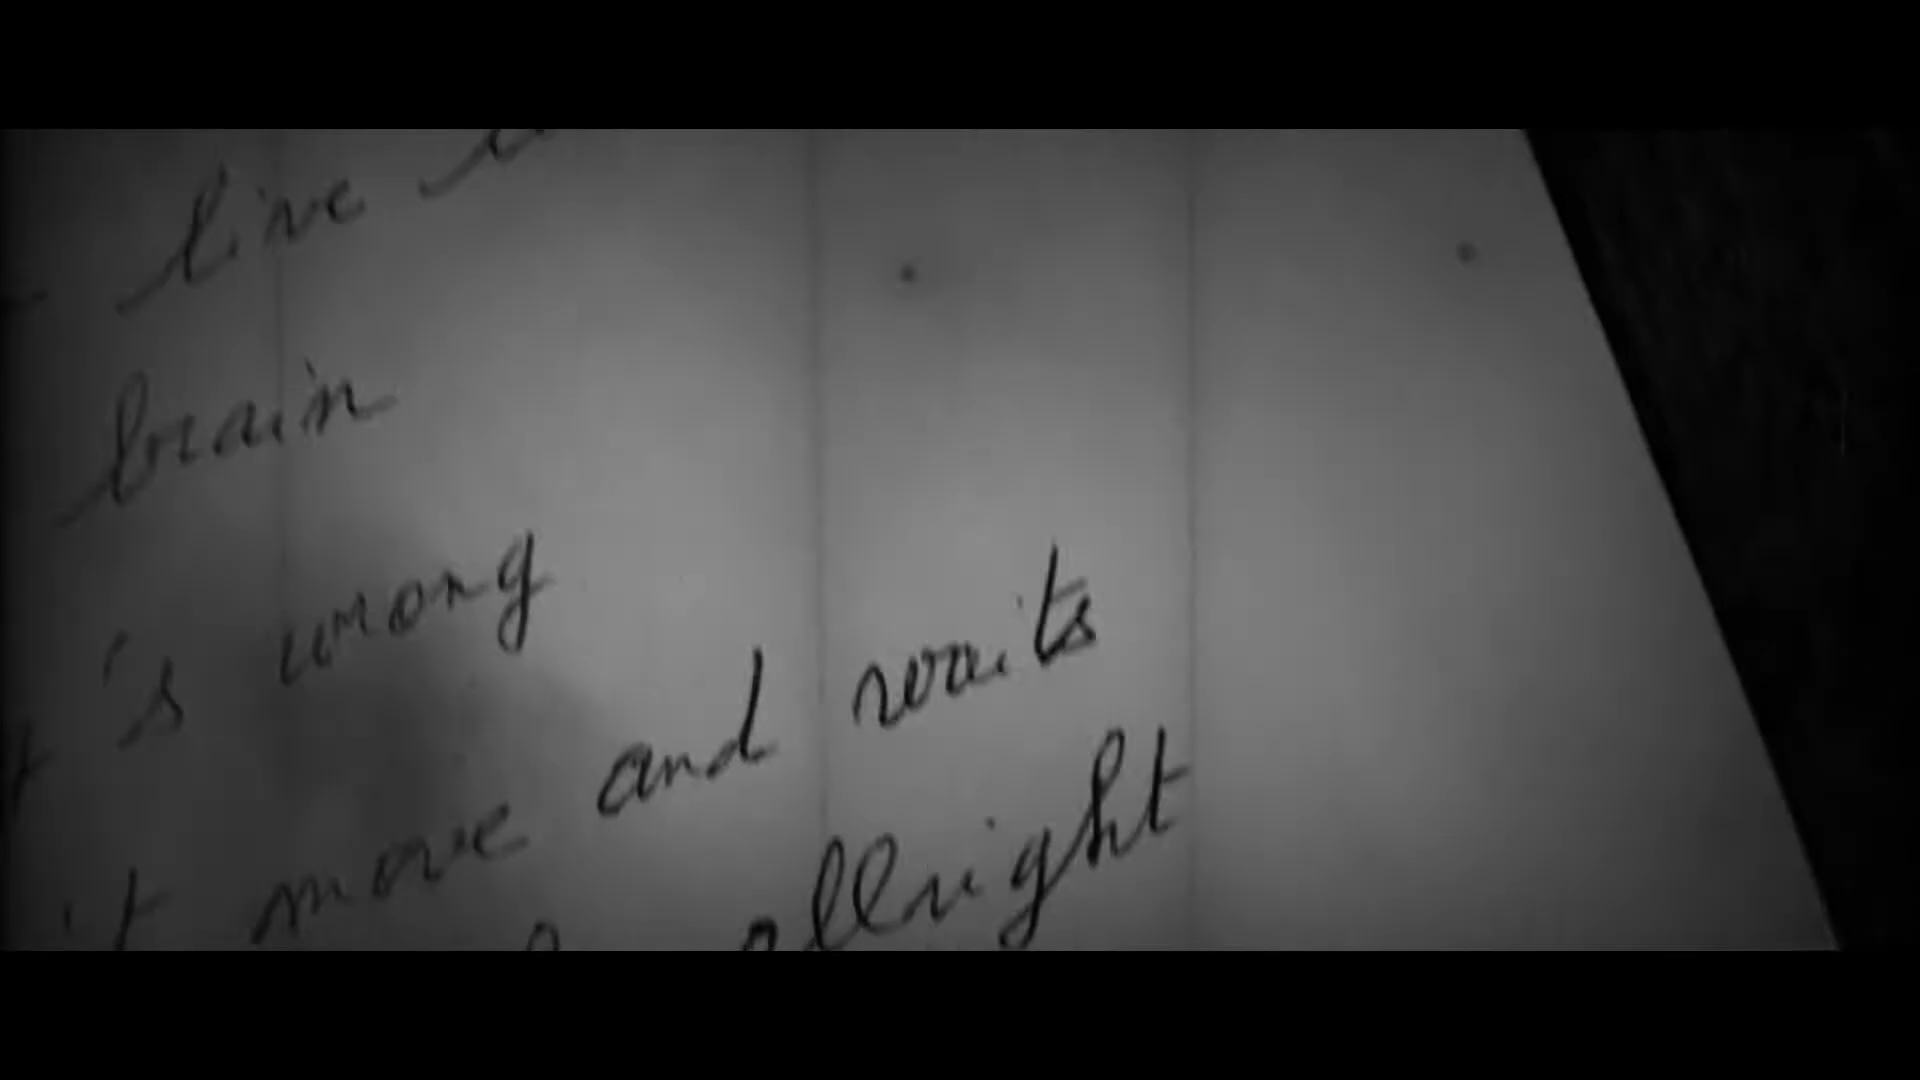 live
brain
's wrong
't move and waits
allright